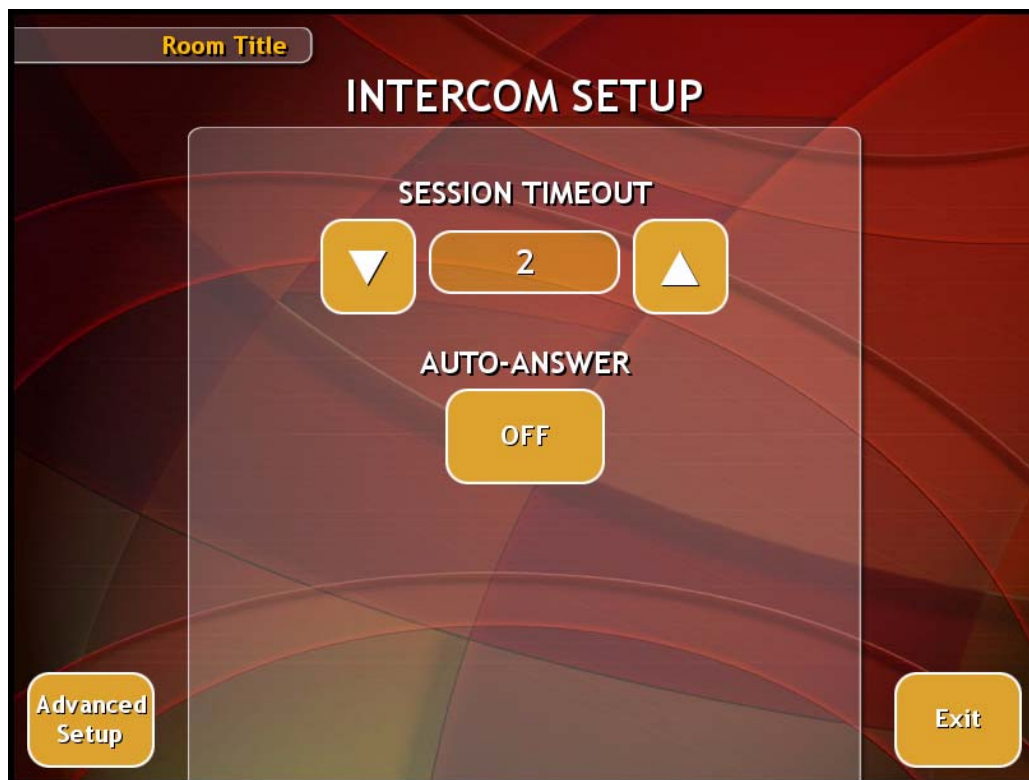 Room Title
INTERCOM SETUP
SESSION TIMEOUT
2
AUTO-ANSWER
OFF
Advanced
Setup
Exit